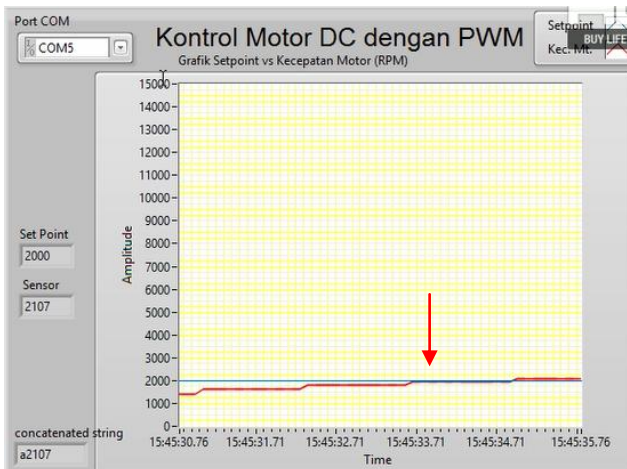 Port COM
COM5
Kontrol Motor DC dengan PWM
Grafik Setpoint vs Kecepatan Motor (RPM)
Setpoint
Kec. Mt.
BUY LIFE
15000
14000
13000
12000
11000
10000
9000
8000
7000
6000
5000
4000
3000
2000
1000
0
Amplitude
Set Point
2000
Sensor
2107
concatenated string
a2107
15:45:30.76 15:45:31.71 15:45:32.71 15:45:33.71 15:45:34.71 15:45:35.76
Time